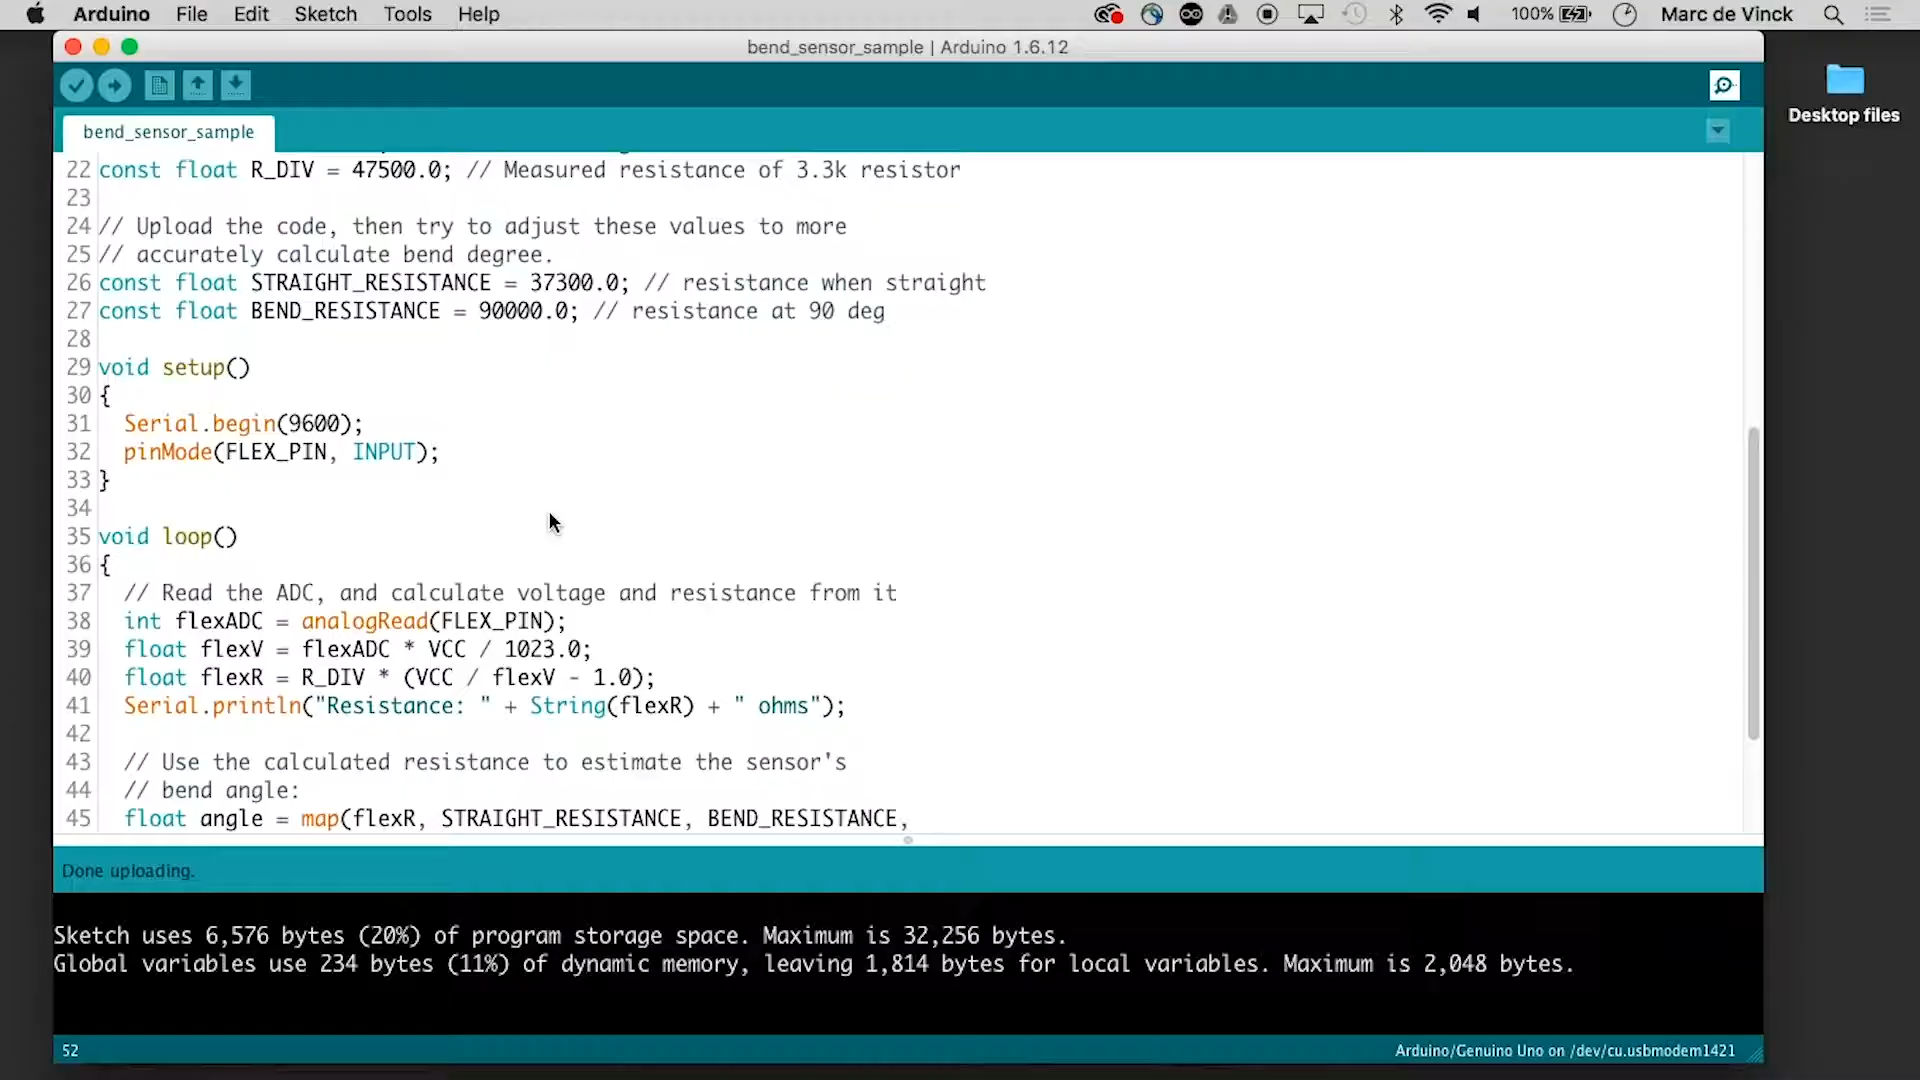 Arduino File Edit Sketch Tools Help 100% Marc de Vinck
bend_sensor_sample | Arduino 1.6.12
Desktop files
bend_sensor_sample
22 const float R_DIV = 47500.0; // Measured resistance of 3.3k resistor
23
24 // Upload the code, then try to adjust these values to more
25 // accurately calculate bend degree.
26 const float STRAIGHT_RESISTANCE = 37300.0; // resistance when straight
27 const float BEND_RESISTANCE = 90000.0; // resistance at 90 deg
28
29 void setup()
30 {
31 Serial.begin(9600);
32 pinMode(FLEX_PIN, INPUT);
33 }
34
35 void loop()
36 {
37 // Read the ADC, and calculate voltage and resistance from it
38 int flexADC = analogRead(FLEX_PIN);
39 float flexV = flexADC * VCC / 1023.0;
40 float flexR = R_DIV * (VCC / flexV - 1.0);
41 Serial.println("Resistance: " + String(flexR) + " ohms");
42
43 // Use the calculated resistance to estimate the sensor's
44 // bend angle:
45 float angle = map(flexR, STRAIGHT_RESISTANCE, BEND_RESISTANCE,
Done uploading.
Sketch uses 6,576 bytes (20%) of program storage space. Maximum is 32,256 bytes.
Global variables use 234 bytes (11%) of dynamic memory, leaving 1,814 bytes for local variables. Maximum is 2,048 bytes.
52 Arduino/Genuino Uno on /dev/cu.usbmodem1421